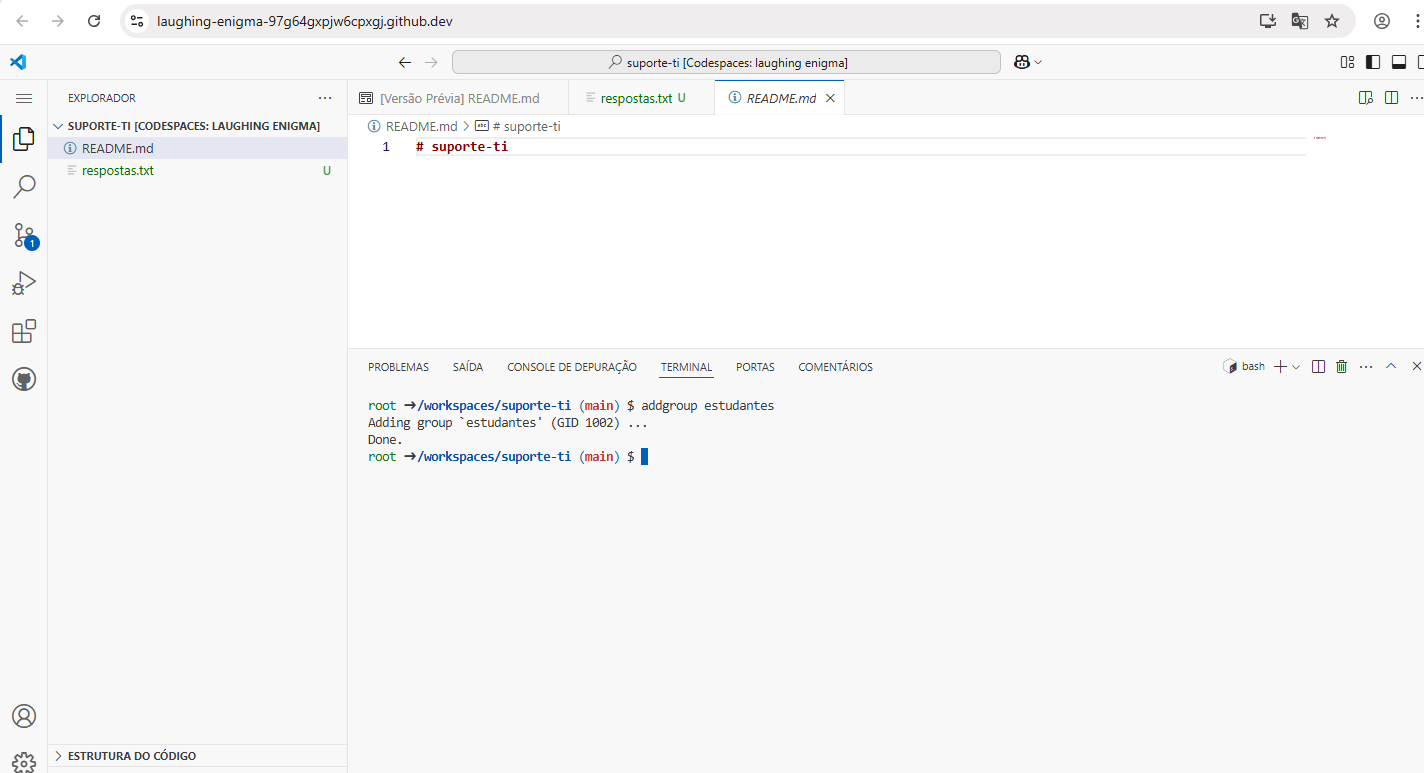 laughing-enigma-97g64gxpjw6cpxgj.github.dev
suporte-ti [Codespaces: laughing enigma]
EXPLORADOR
SUPORTE-TI [CODESPACES: LAUGHING ENIGMA]
README.md
respostas.txt U
1
ESTRUTURA DO CÓDIGO
[Versão Prévia] README.md
respostas.txt U
README.md
README.md > # suporte-ti
1 # suporte-ti
PROBLEMAS SAÍDA CONSOLE DE DEPURAÇÃO TERMINAL PORTAS COMENTÁRIOS
bash
root ➜/workspaces/suporte-ti (main) $ addgroup estudantes
Adding group `estudantes' (GID 1002) ...
Done.
root ➜/workspaces/suporte-ti (main) $